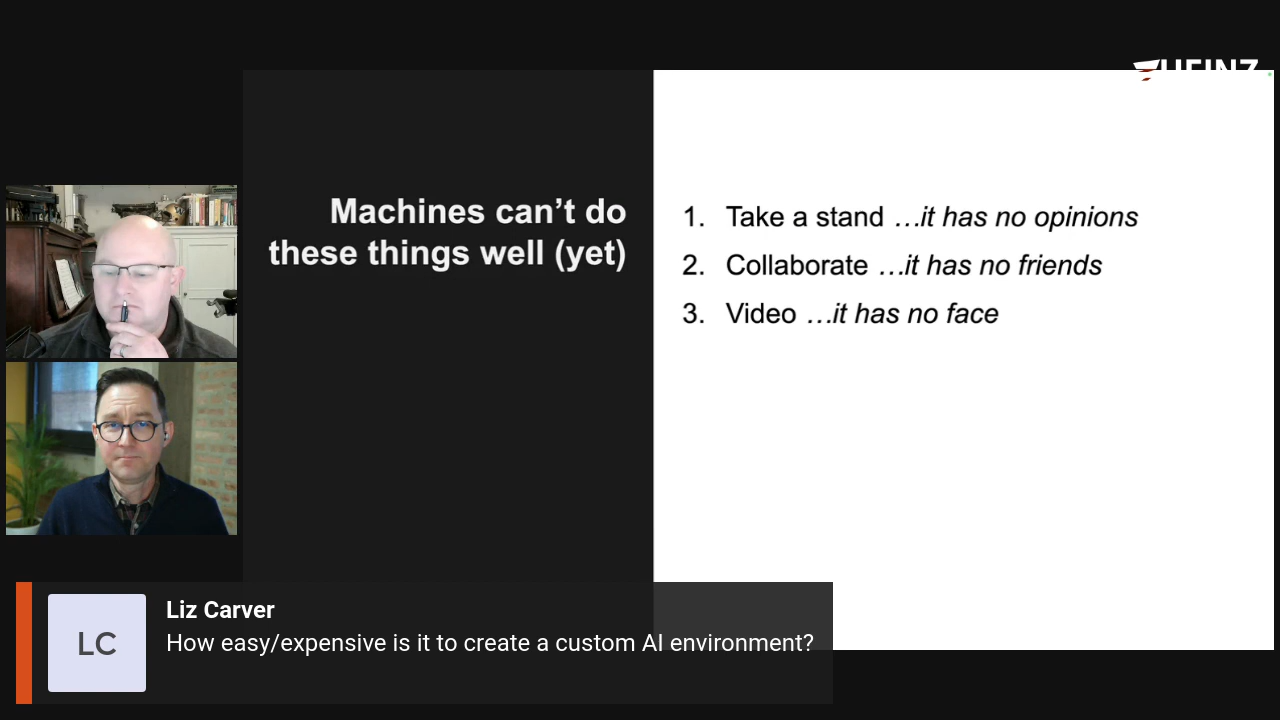 HEINZ
Machines can’t do
these things well (yet)
1. Take a stand …it has no opinions
2. Collaborate …it has no friends
3. Video …it has no face
LC
Liz Carver
How easy/expensive is it to create a custom AI environment?